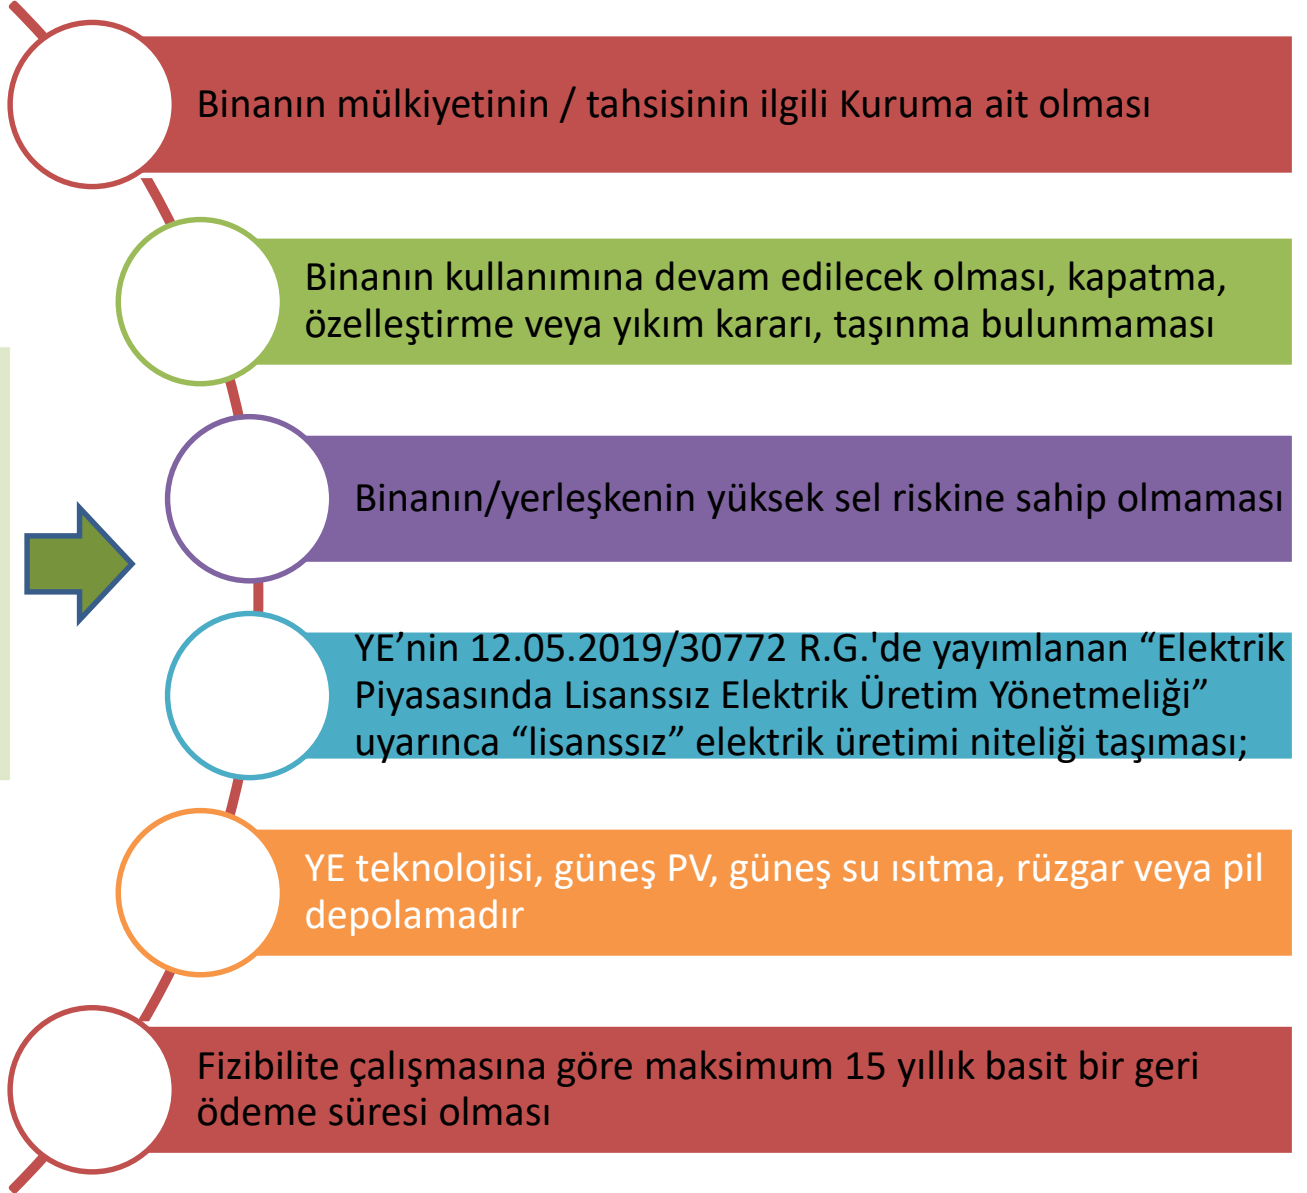 Binanın mülkiyetinin / tahsisinin ilgili Kuruma ait olması
Binanın kullanımına devam edilecek olması, kapatma,
özelleştirme veya yıkım kararı, taşınma bulunmaması
Binanın/yerleşkenin yüksek sel riskine sahip olmaması
YE’nin 12.05.2019/30772 R.G.'de yayımlanan “Elektrik
Piyasasında Lisanssız Elektrik Üretim Yönetmeliği”
uyarınca “lisanssız” elektrik üretimi niteliği taşıması;
YE teknolojisi, güneş PV, güneş su ısıtma, rüzgar veya pil
depolamadır
Fizibilite çalışmasına göre maksimum 15 yıllık basit bir geri
ödeme süresi olması